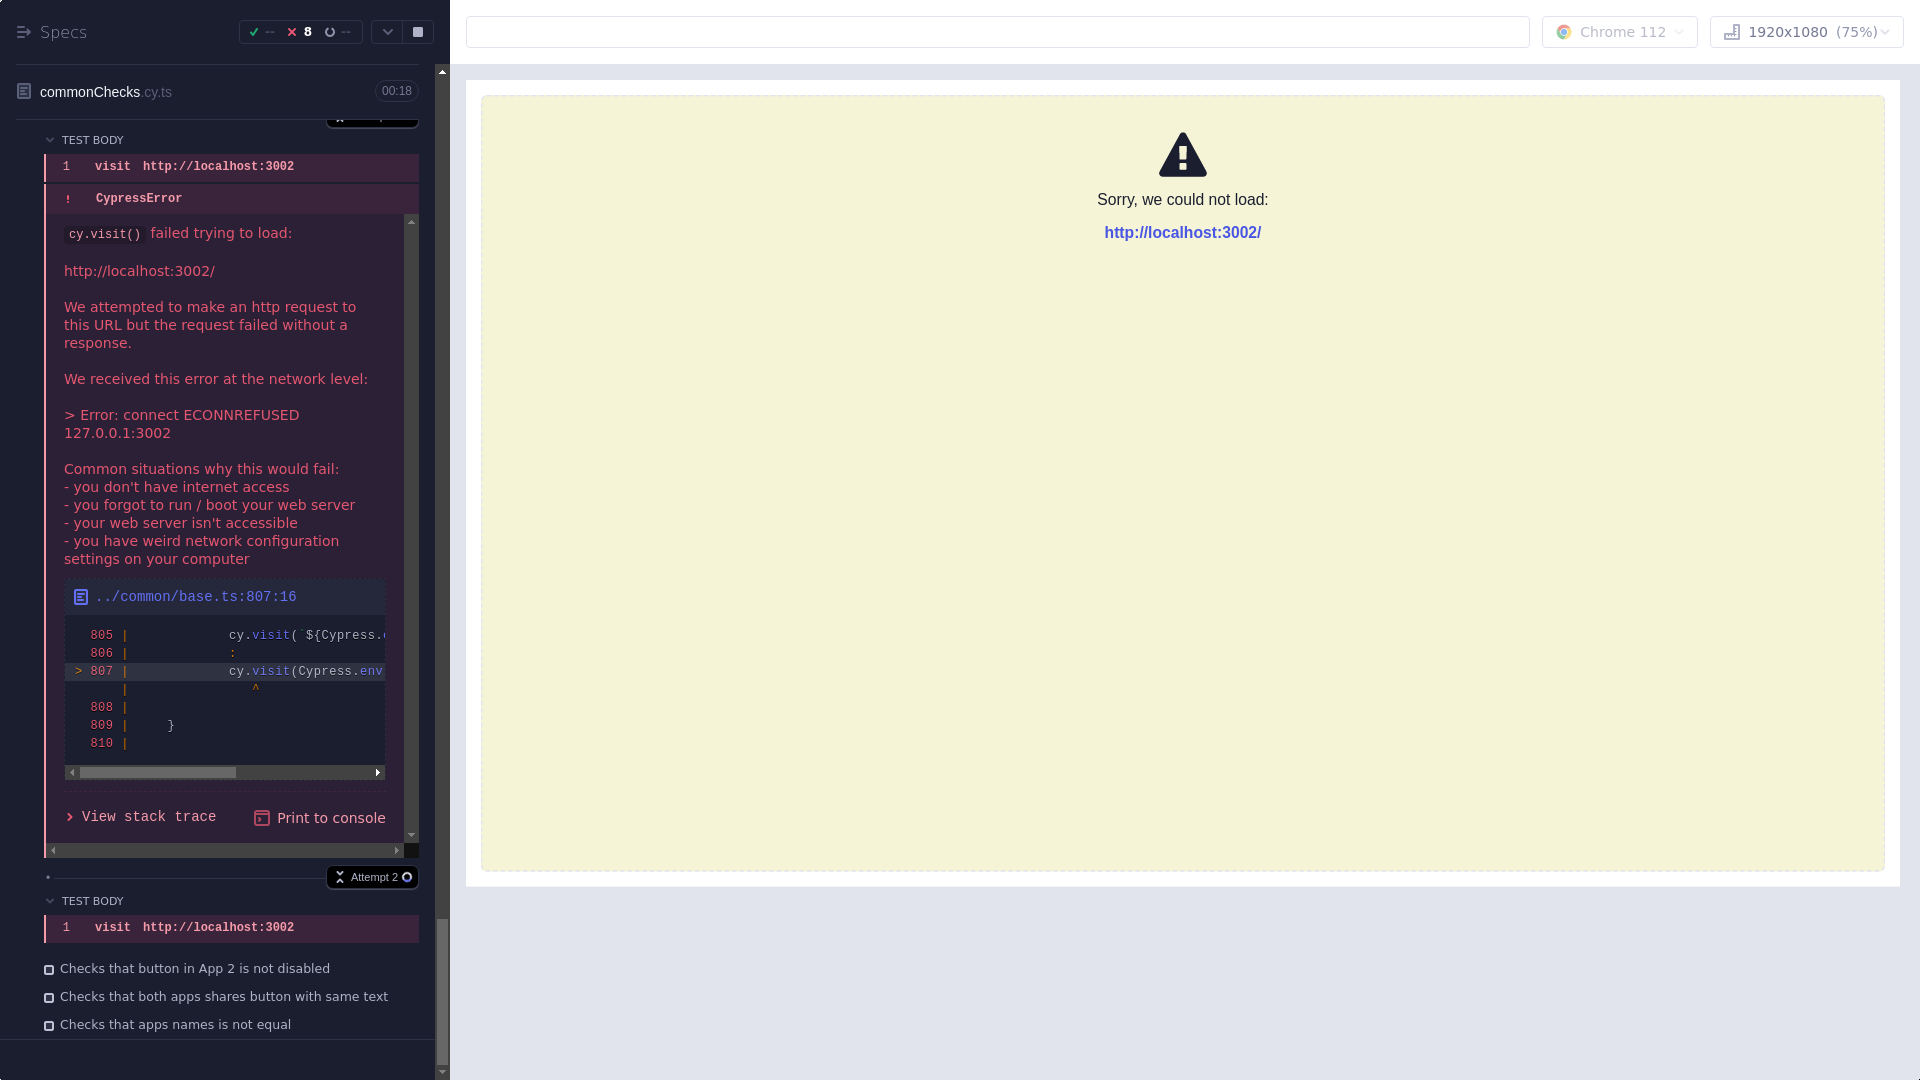 Specs
-- 8 --
commonChecks.cy.ts
00:18
TEST BODY
1 visit http://localhost:3002
! CypressError
cy.visit() failed trying to load:
http://localhost:3002/
We attempted to make an http request to
this URL but the request failed without a
response.
We received this error at the network level:
> Error: connect ECONNREFUSED
127.0.0.1:3002
Common situations why this would fail:
- you don't have internet access
- you forgot to run / boot your web server
- your web server isn't accessible
- you have weird network configuration
settings on your computer
../common/base.ts:807:16
805 | cy.visit(`${Cypress.
806 | :
> 807 | cy.visit(Cypress.env
| ^
808 |
809 | }
810 |
View stack trace
Print to console
Attempt 2
TEST BODY
1 visit http://localhost:3002
Checks that button in App 2 is not disabled
Checks that both apps shares button with same text
Checks that apps names is not equal
Chrome 112
1920x1080 (75%)
Sorry, we could not load:
http://localhost:3002/